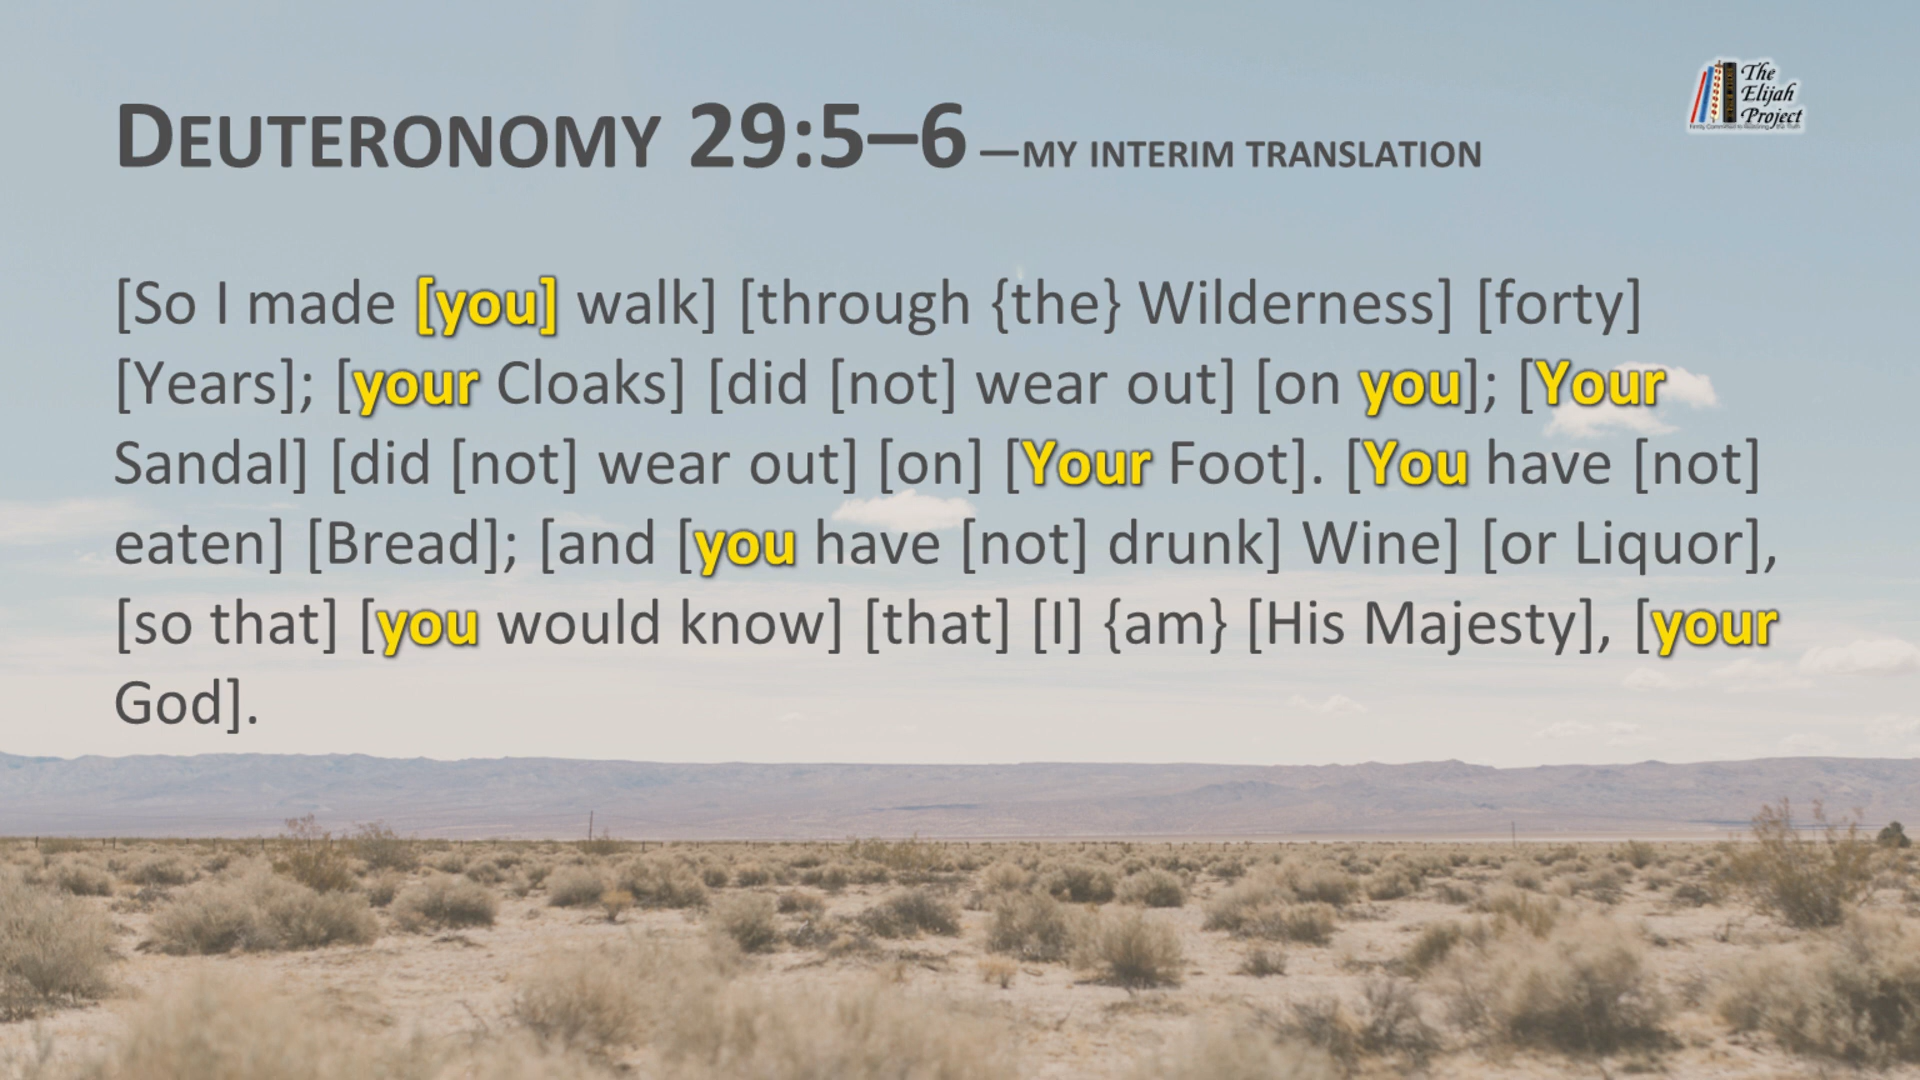 DEUTERONOMY 29:5–6 —MY INTERIM TRANSLATION
The
Elijah
Project
[So I made [you] walk] [through {the} Wilderness] [forty]
[Years]; [your Cloaks] [did [not] wear out] [on you]; [Your
Sandal] [did [not] wear out] [on] [Your Foot]. [You have [not]
eaten] [Bread]; [and [you have [not] drunk] Wine] [or Liquor],
[so that] [you would know] [that] [I] {am} [His Majesty], [your
God].